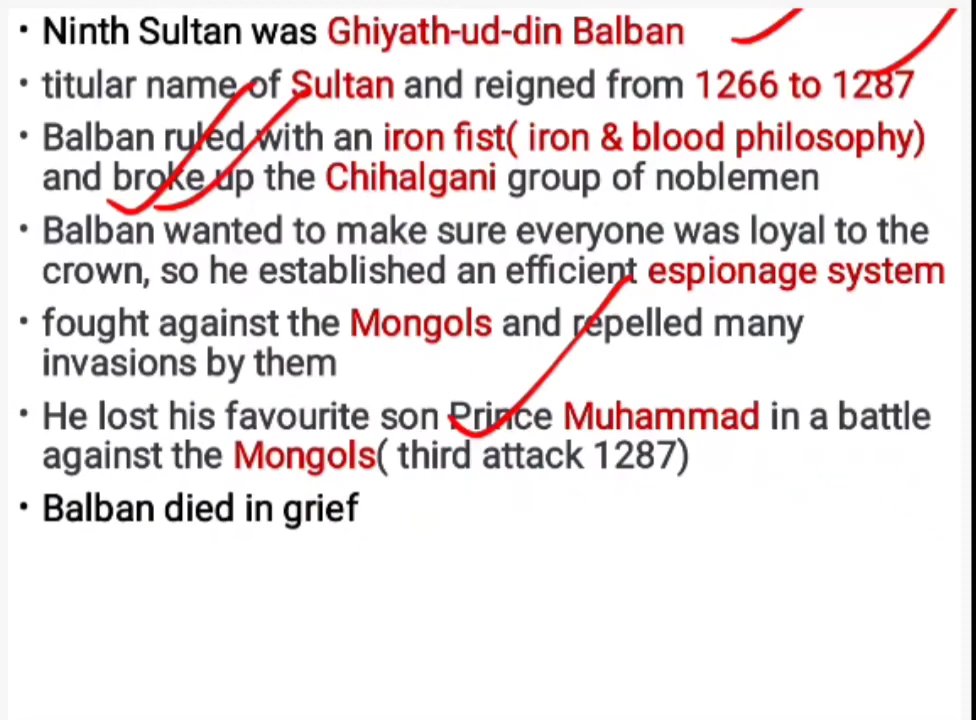 • Ninth Sultan was Ghiyath-ud-din Balban
• titular name of Sultan and reigned from 1266 to 1287
• Balban ruled with an iron fist( iron & blood philosophy)
and broke up the Chihalgani group of noblemen
• Balban wanted to make sure everyone was loyal to the
crown, so he established an efficient espionage system
• fought against the Mongols and repelled many
invasions by them
• He lost his favourite son Prince Muhammad in a battle
against the Mongols( third attack 1287)
• Balban died in grief